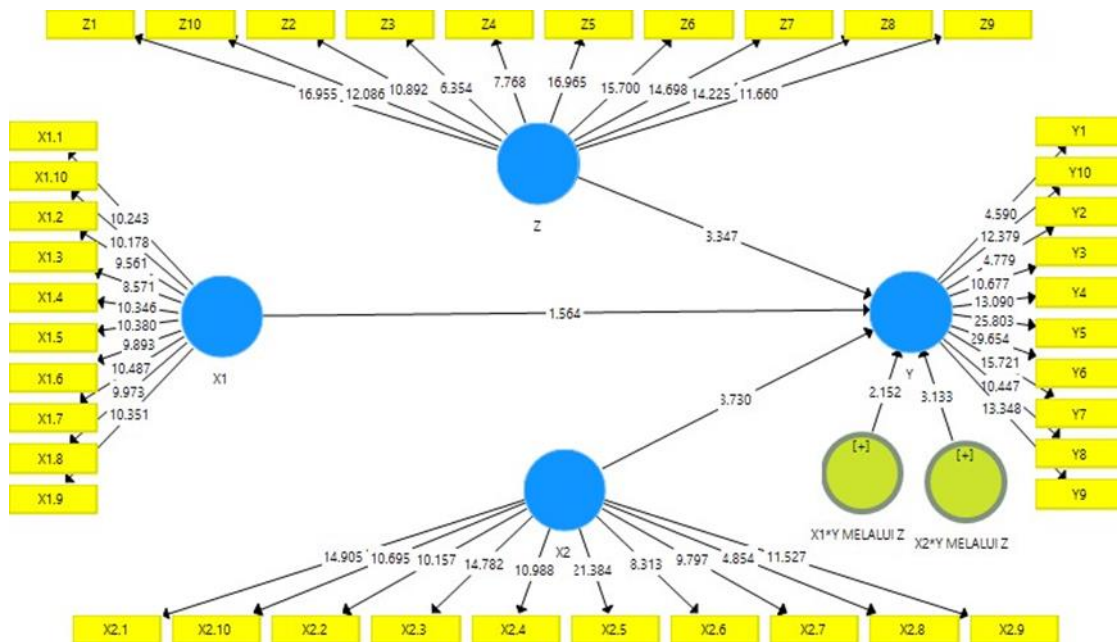 Z1 Z10 Z2 Z3 Z4 Z5 Z6 Z7 Z8 Z9
16.955 12.086 10.892 6.354 7.768 16.965 15.700 14.698 14.225 11.660
Z
X1.1
X1.10
X1.2
X1.3
X1.4
X1.5
X1.6
X1.7
X1.8
X1.9
10.243
10.178
9.561
8.571
10.346
10.380
9.893
10.487
9.973
10.351
X1
3.347
1.564
3.730
Y1
Y10
Y2
Y3
Y4
Y5
Y6
Y7
Y8
Y9
4.590
12.379
4.779
10.677
13.090
25.803
29.654
15.721
10.447
13.348
Y
2.152 3.133
[+] [+]
X1*Y MELALUI Z X2*Y MELALUI Z
X2
14.905 10.695 10.157 14.782 10.988 21.384 8.313 9.797 4.854 11.527
X2.1 X2.10 X2.2 X2.3 X2.4 X2.5 X2.6 X2.7 X2.8 X2.9